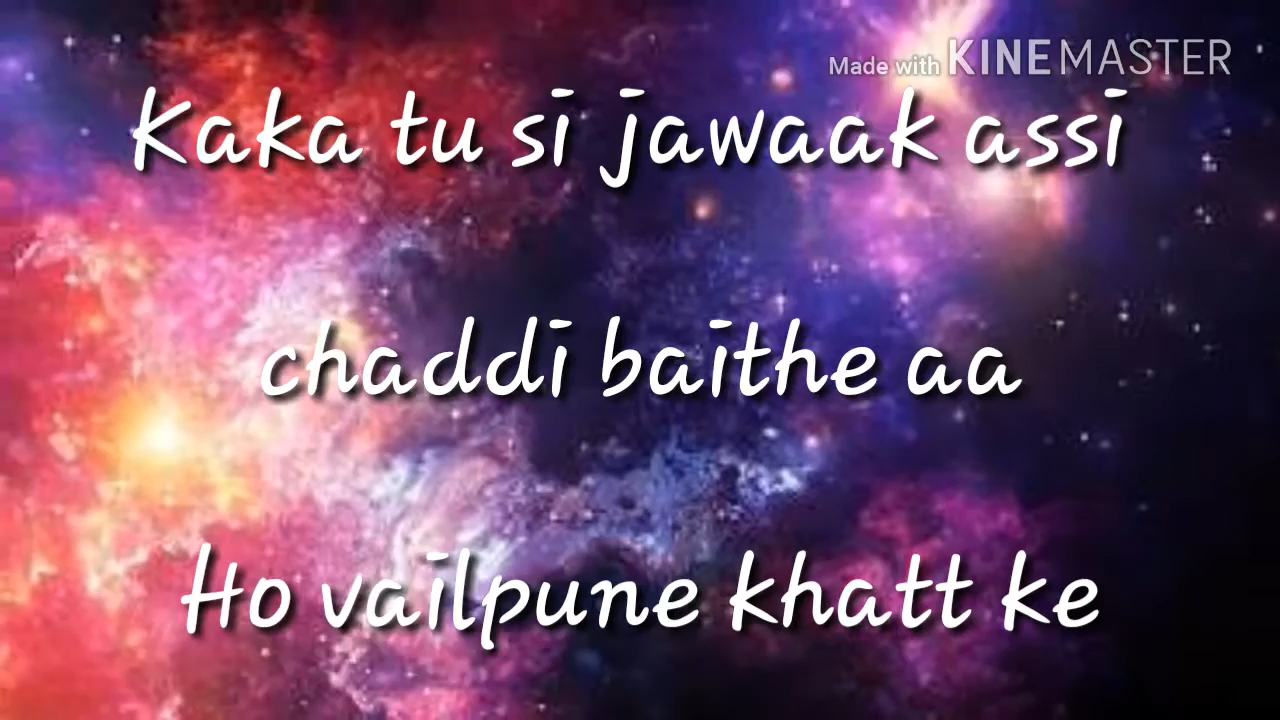 Made with KINEMASTER
Kaka tu si jawaak assi
chaddi baithe aa
Ho vailpune khatt ke